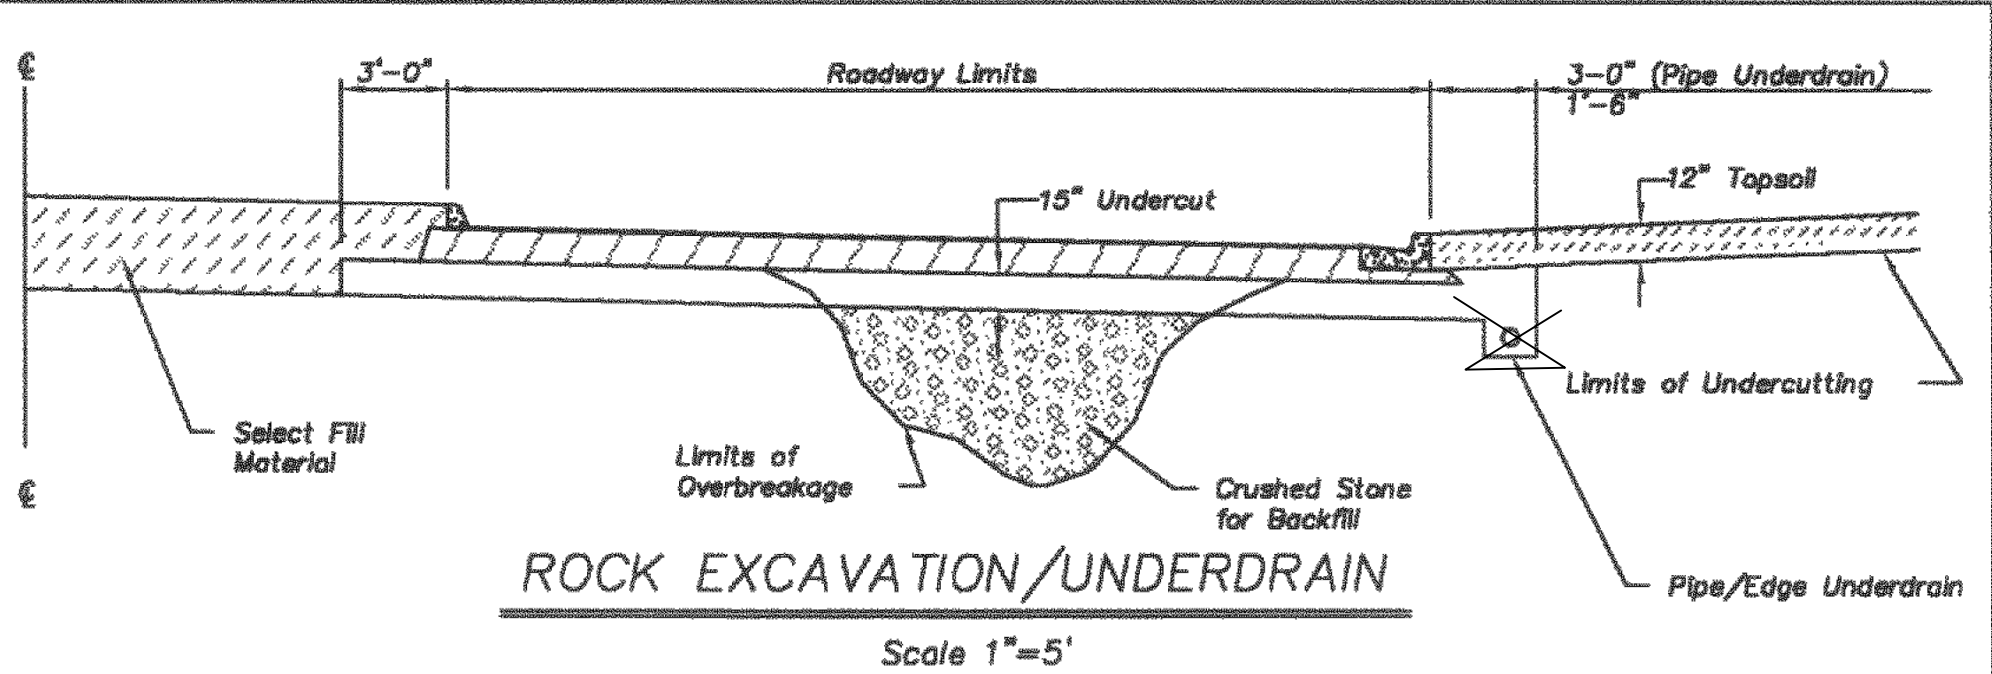 ℄
3'-0"
Roadway Limits
3-0" (Pipe Underdrain)
1'-6"
12" Topsoil
15" Undercut
Limits of Undercutting
Select Fill
Material
Limits of
Overbreakage
℄
Crushed Stone
for Backfill
Pipe/Edge Underdrain
ROCK EXCAVATION/UNDERDRAIN
Scale 1"=5'